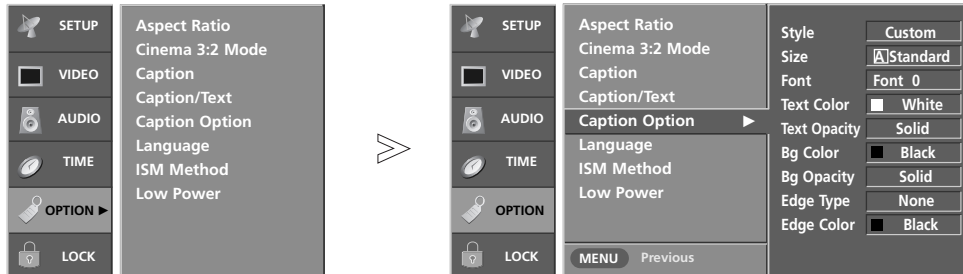 SETUP
VIDEO
AUDIO
TIME
OPTION ►
LOCK
Aspect Ratio
Cinema 3:2 Mode
Caption
Caption/Text
Caption Option
Language
ISM Method
Low Power
SETUP
VIDEO
AUDIO
TIME
OPTION
LOCK
Aspect Ratio
Cinema 3:2 Mode
Caption
Caption/Text
Caption Option ►
Language
ISM Method
Low Power
MENU Previous
Style Custom
Size A Standard
Font Font 0
Text Color White
Text Opacity Solid
Bg Color Black
Bg Opacity Solid
Edge Type None
Edge Color Black